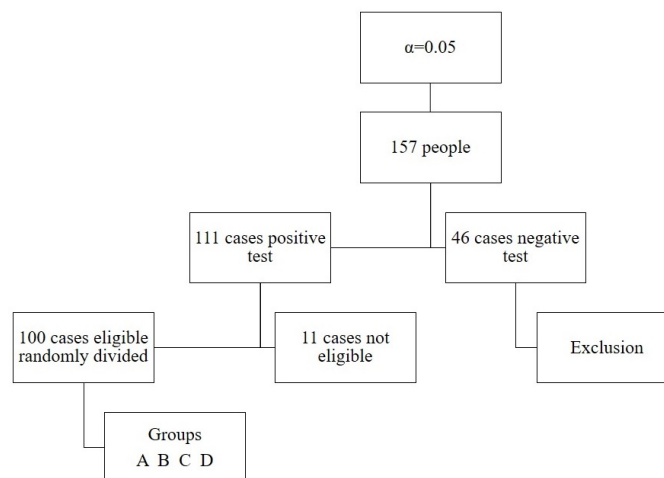 α=0.05
157 people
111 cases positive
test
46 cases negative
test
100 cases eligible
randomly divided
11 cases not
eligible
Exclusion
Groups
A B C D